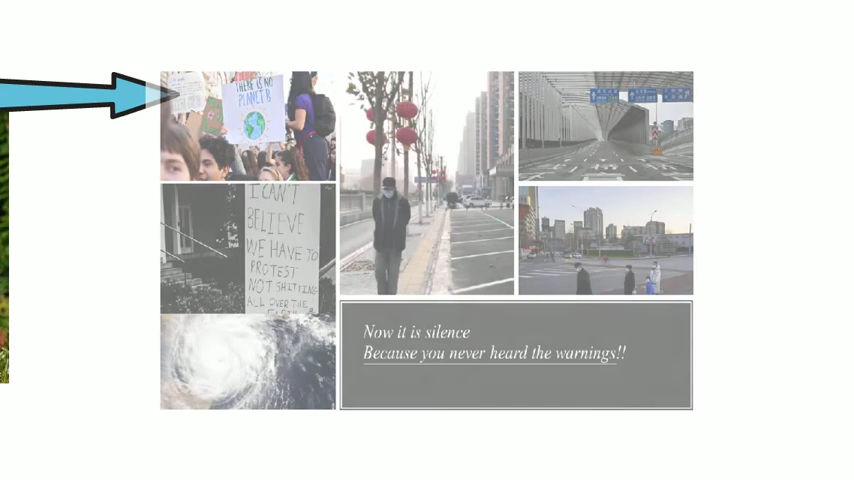 THERE IS NO
PLANET B
I CAN'T
BELIEVE
WE HAVE TO
PROTEST
NOT SHITTING
ALL OVER THE
EARTH
Now it is silence
Because you never heard the warnings!!